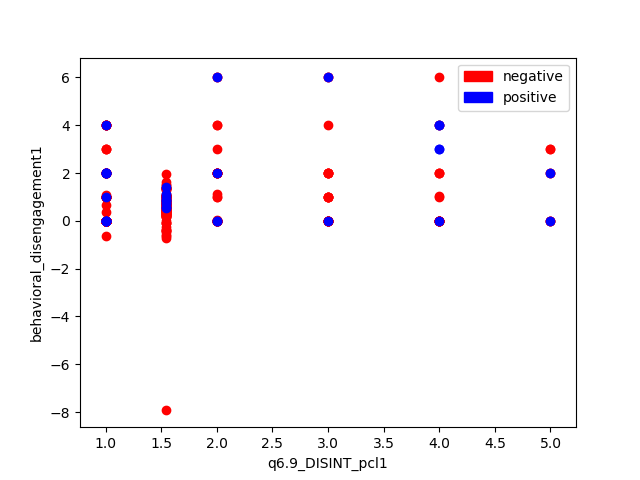 negative
positive
6
4
2
0
−2
−4
−6
−8
behavioral_disengagement1
1.0 1.5 2.0 2.5 3.0 3.5 4.0 4.5 5.0
q6.9_DISINT_pcl1